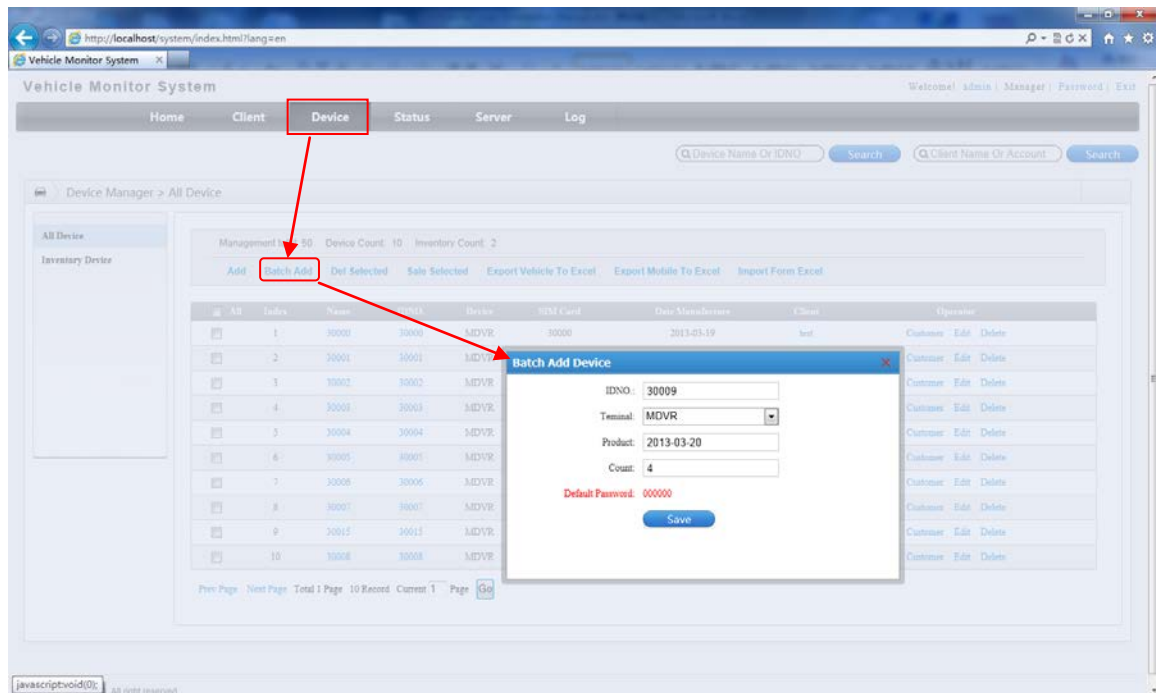 http://localhost/system/index.html?lang=en
Vehicle Monitor System
Vehicle Monitor System
Welcome! admin | Manager | Password | Exit
Home Client Device Status Server Log
Device Name Or IDNO Search Client Name Or Account Search
Device Manager > All Device
All Device
Inventory Device
Management 50 Device Count: 10 Inventory Count: 2
Add Batch Add Del Selected Sale Selected Export Vehicle To Excel Export Mobile To Excel Import Form Excel
All Index Name IDNO Device SIM Card Date Manufacture Client Operator
1 30000 30000 MDVR 30000 2013-03-19 test Customer Edit Delete
2 30001 30001 MDVR Customer Edit Delete
3 30002 30002 MDVR Customer Edit Delete
4 30003 30003 MDVR Customer Edit Delete
5 30004 30004 MDVR Customer Edit Delete
6 30005 30005 MDVR Customer Edit Delete
7 30006 30006 MDVR Customer Edit Delete
8 30007 30007 MDVR Customer Edit Delete
9 30015 30015 MDVR Customer Edit Delete
10 30008 30008 MDVR Customer Edit Delete
Batch Add Device
IDNO.: 30009
Teminal: MDVR
Product: 2013-03-20
Count: 4
Default Password: 000000
Save
Prev Page Next Page Total 1 Page 10 Record Current 1 Page Go
javascript:void(0); All right reserved